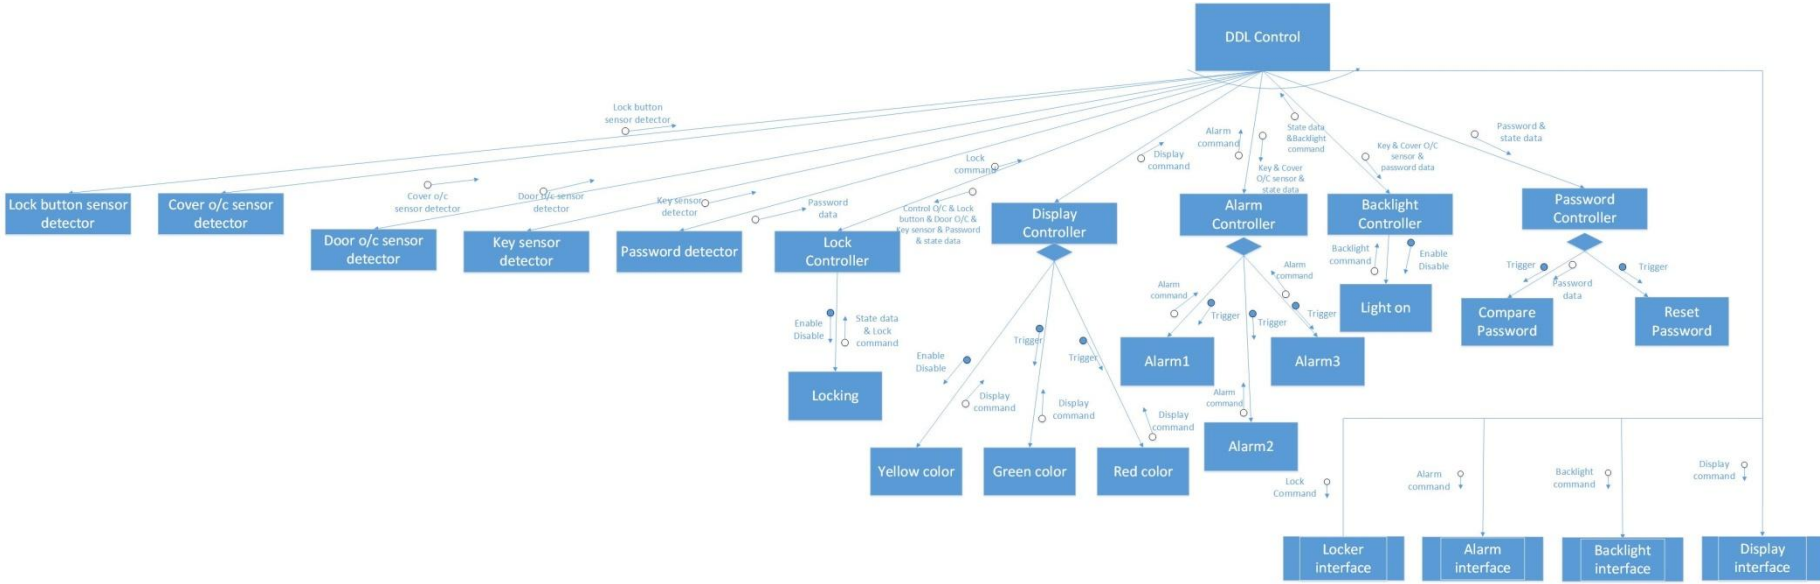 DDL Control
Lock button
sensor detector
Lock button sensor
detector
Cover o/c sensor
detector
Cover o/c
sensor detector
Door o/c sensor
detector
Door o/c sensor
detector
Key sensor
detector
Key sensor
detector
Password
data
Password detector
Lock
command
Control O/C & Lock
button & Door O/C &
Key sensor & Password
& state data
Lock
Controller
Enable
Disable
State data
& Lock
command
Locking
Display
command
Display
Controller
Enable
Disable
Display
command
Yellow color
Trigger
Display
command
Green color
Trigger
Display
command
Red color
Alarm
command
Key & Cover
O/C sensor &
state data
Alarm
Controller
Alarm
command
Trigger
Alarm1
Trigger
Alarm
command
Alarm2
Alarm
command
Trigger
Alarm3
State data
&Backlight
command
Key & Cover O/C
sensor &
password data
Backlight
Controller
Backlight
command
Enable
Disable
Light on
Password &
state data
Password
Controller
Trigger
Password
data
Compare
Password
Trigger
Reset
Password
Lock
Command
Locker
interface
Alarm
command
Alarm
interface
Backlight
command
Backlight
interface
Display
command
Display
interface